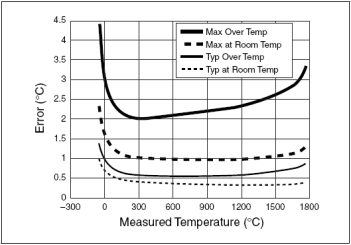 4.5
4
3.5
3
2.5
2
1.5
1
0.5
0
Error (°C)
Max Over Temp
Max at Room Temp
Typ Over Temp
Typ at Room Temp
–300 0 300 600 900 1200 1500 1800
Measured Temperature (°C)